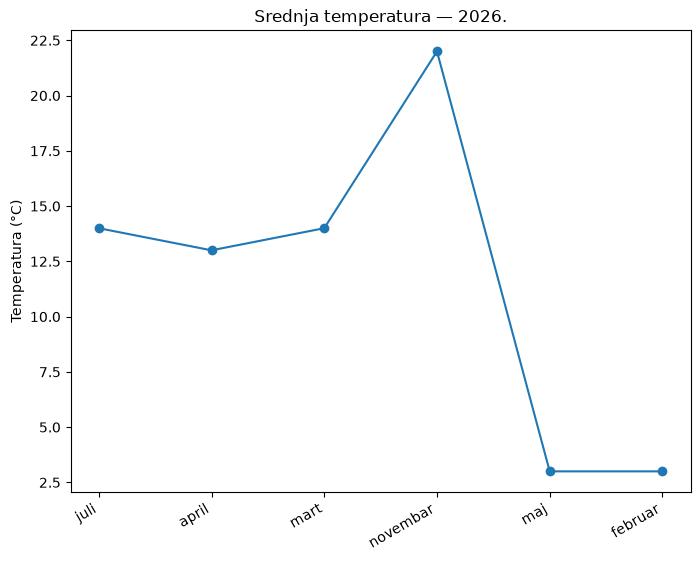 Srednja temperatura — 2026.
Temperatura (°C)
22.5
20.0
17.5
15.0
12.5
10.0
7.5
5.0
2.5
juli
april
mart
novembar
maj
februar